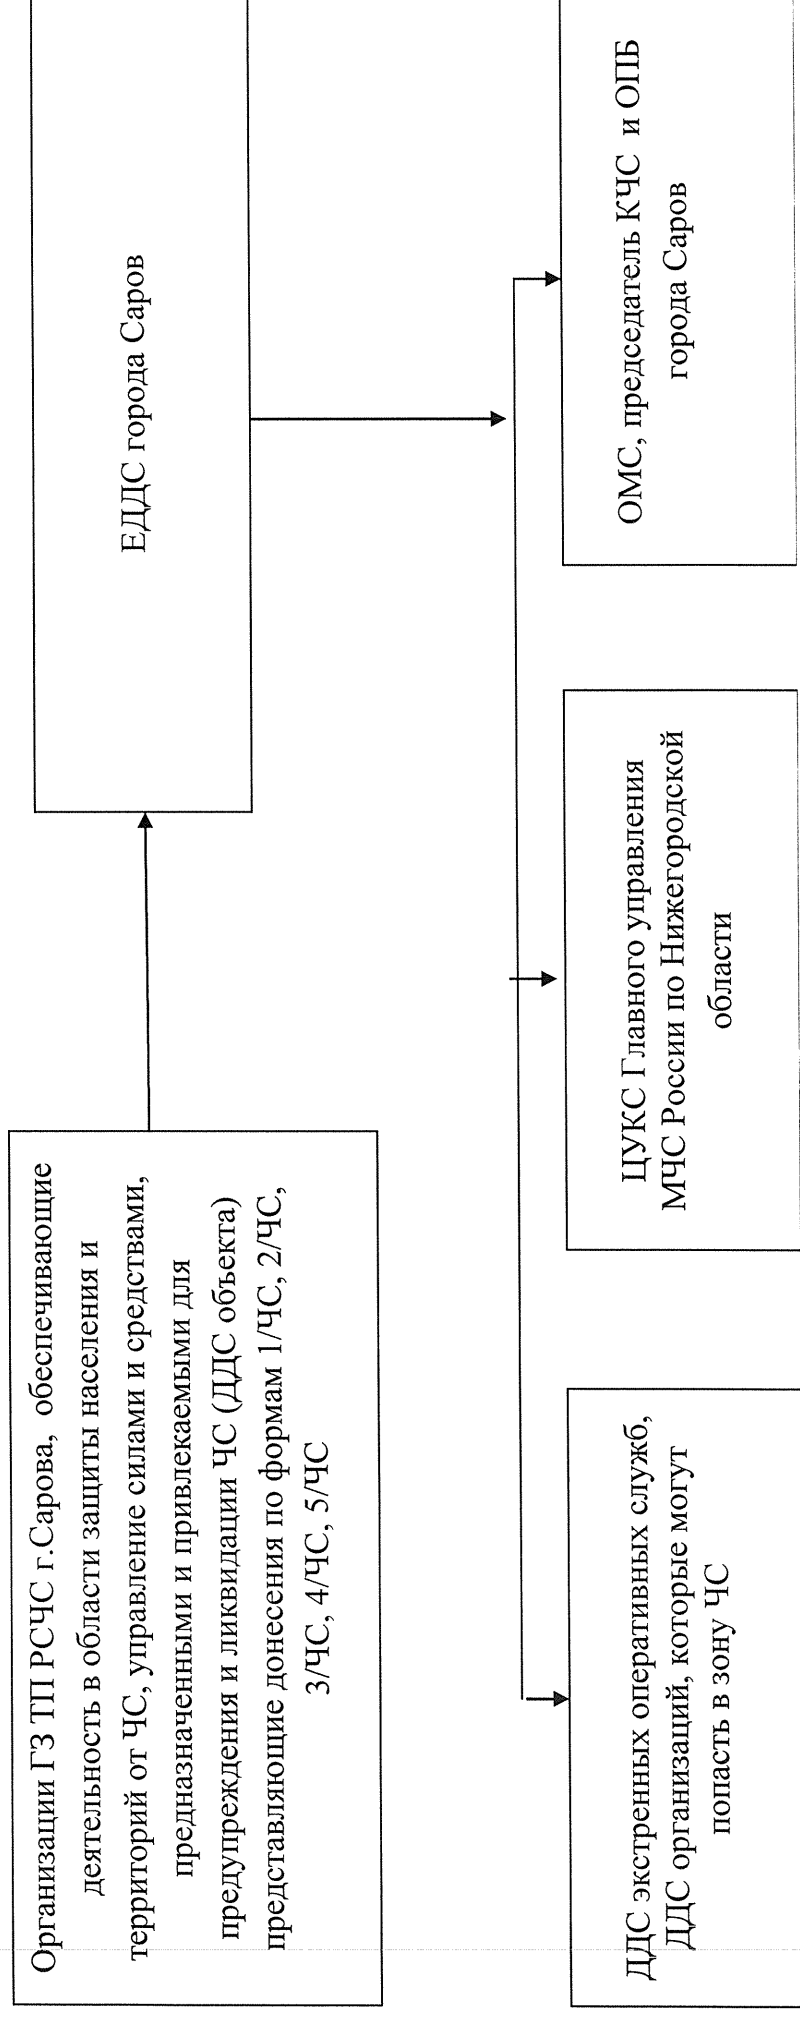 Организации ГЗ ТП РСЧС г.Сарова, обеспечивающие
деятельность в области защиты населения и
территорий от ЧС, управление силами и средствами,
предназначенными и привлекаемыми для
предупреждения и ликвидации ЧС (ДДС объекта)
представляющие донесения по формам 1/ЧС, 2/ЧС,
3/ЧС, 4/ЧС, 5/ЧС
ЕДДС города Саров
ДДС экстренных оперативных служб,
ДДС организаций, которые могут
попасть в зону ЧС
ЦУКС Главного управления
МЧС России по Нижегородской
области
ОМС, председатель КЧС и ОПБ
города Саров